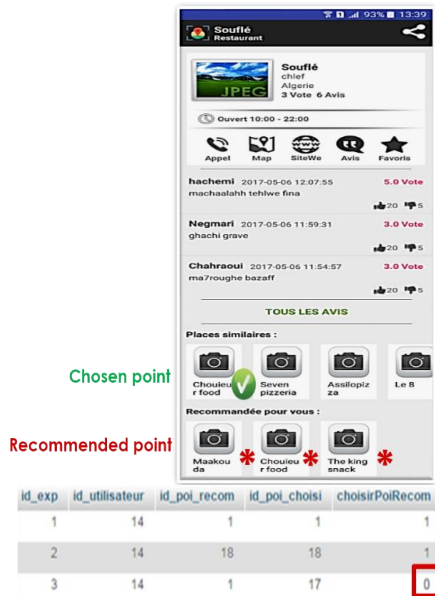 93% 13:39
Souflé
Restaurant
JPEG
Souflé
chlef
Algerie
3 Vote 6 Avis
Ouvert 10:00 - 22:00
www
Appel Map SiteWe Avis Favoris
hachemi 2017-05-06 12:07:55 5.0 Vote
machaalahh tehlwe fina
20 5
Negmari 2017-05-06 11:59:31 3.0 Vote
ghachi grave
20 5
Chahraoui 2017-05-06 11:54:57 3.0 Vote
ma7roughe bazaff
20 5
TOUS LES AVIS
Places similaires :
Chosen point
Chouieu
r food
Seven
pizzeria
Assilopiz
za
Le 8
Recommandée pour vous :
Recommended point
Maakou
da
Chouieu
r food
The king
snack
id_exp id_utilisateur id_poi_recom id_poi_choisi choisirPoiRecom
1 14 1 1 1
2 14 18 18 1
3 14 1 17 0